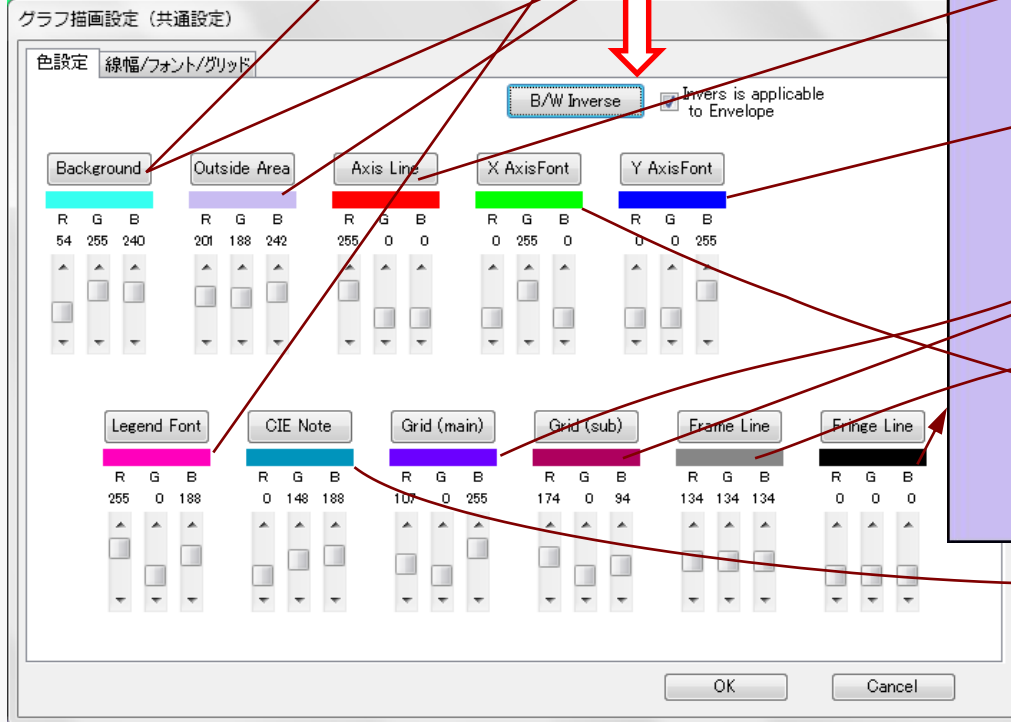 グラフ描画設定（共通設定）
色設定 線幅/フォント/グリッド
B/W Inverse Invers is applicable
to Envelope
Background Outside Area Axis Line X AxisFont Y AxisFont
R G B R G B R G B R G B R G B
54 255 240 201 188 242 255 0 0 0 255 0 0 0 255
Legend Font CIE Note Grid (main) Grid (sub) Frame Line Fringe Line
R G B R G B R G B R G B R G B R G B
255 0 188 0 148 188 107 0 255 174 0 94 134 134 134 0 0 0
OK Cancel